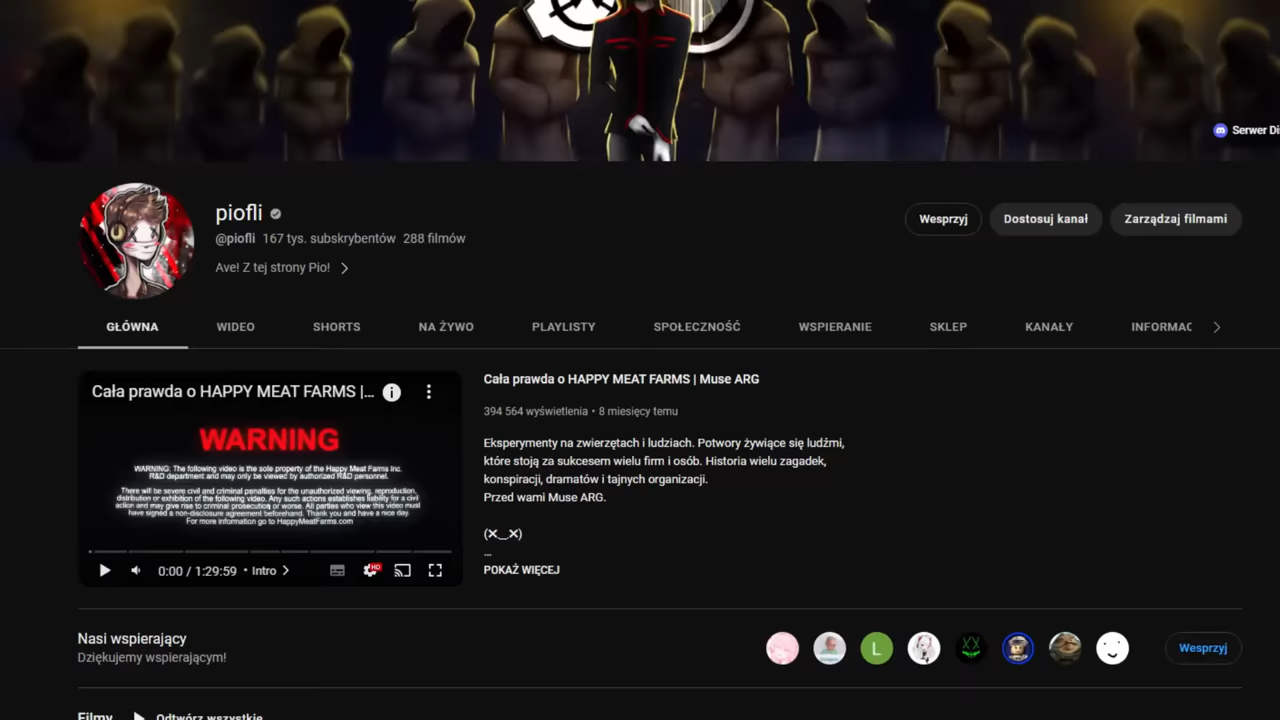 Serwer Di
piofli
@piofli 167 tys. subskrybentów 288 filmów
Ave! Z tej strony Pio!
Wesprzyj
Dostosuj kanał
Zarządzaj filmami
GŁÓWNA
WIDEO
SHORTS
NA ŻYWO
PLAYLISTY
SPOŁECZNOŚĆ
WSPIERANIE
SKLEP
KANAŁY
INFORMAC
Cała prawda o HAPPY MEAT FARMS |...
WARNING
WARNING: The following video is the sole property of the Happy Meat Farms Inc.
R&D department and may only be viewed by authorized R&D personnel.
There will be severe civil and criminal penalties for the unauthorized viewing, reproduction,
distribution or exhibition of the following video. Any such actions establishes liability for a civil
action and may give rise to criminal prosecution or worse. All parties who view this video must
have signed a non-disclosure agreement beforehand. Thank you and have a nice day.
For more information go to HappyMeatFarms.com
0:00 / 1:29:59 • Intro
HD
Cała prawda o HAPPY MEAT FARMS | Muse ARG
394 564 wyświetlenia • 8 miesięcy temu
Eksperymenty na zwierzętach i ludziach. Potwory żywiące się ludźmi,
które stoją za sukcesem wielu firm i osób. Historia wielu zagadek,
konspiracji, dramatów i tajnych organizacji.
Przed wami Muse ARG.
(✕‿✕)
...
POKAŻ WIĘCEJ
Nasi wspierający
Dziękujemy wspierającym!
L
Wesprzyj
Filmy
Odtwórz wszystkie